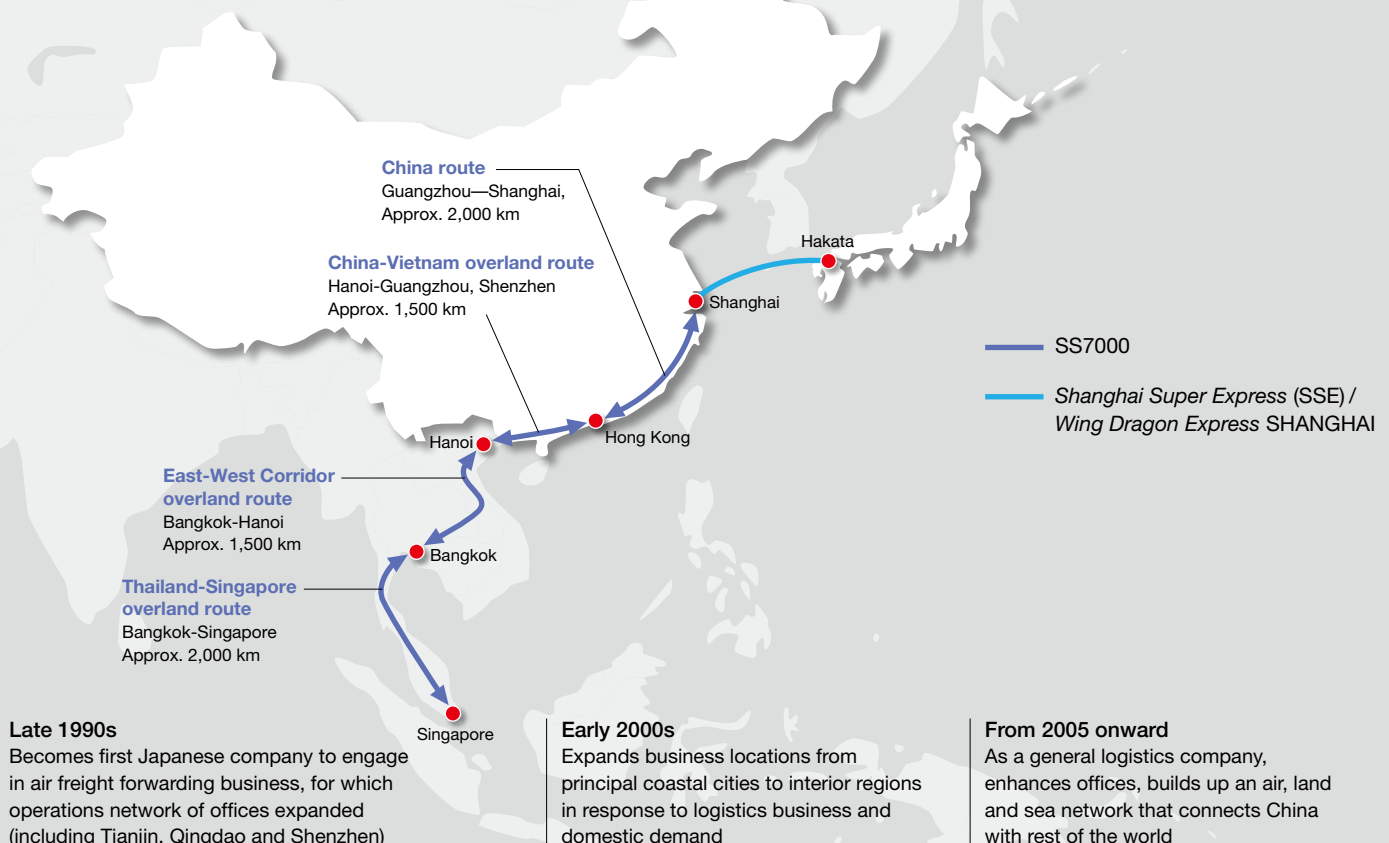 China route
Guangzhou—Shanghai,
Approx. 2,000 km
China-Vietnam overland route
Hanoi-Guangzhou, Shenzhen
Approx. 1,500 km
Hakata
Shanghai
SS7000
Shanghai Super Express (SSE) /
Wing Dragon Express SHANGHAI
Hanoi
Hong Kong
East-West Corridor
overland route
Bangkok-Hanoi
Approx. 1,500 km
Bangkok
Thailand-Singapore
overland route
Bangkok-Singapore
Approx. 2,000 km
Singapore
Late 1990s
Becomes first Japanese company to engage
in air freight forwarding business, for which
operations network of offices expanded
(including Tianjin, Qingdao and Shenzhen)
Early 2000s
Expands business locations from
principal coastal cities to interior regions
in response to logistics business and
domestic demand
From 2005 onward
As a general logistics company,
enhances offices, builds up an air, land
and sea network that connects China
with rest of the world